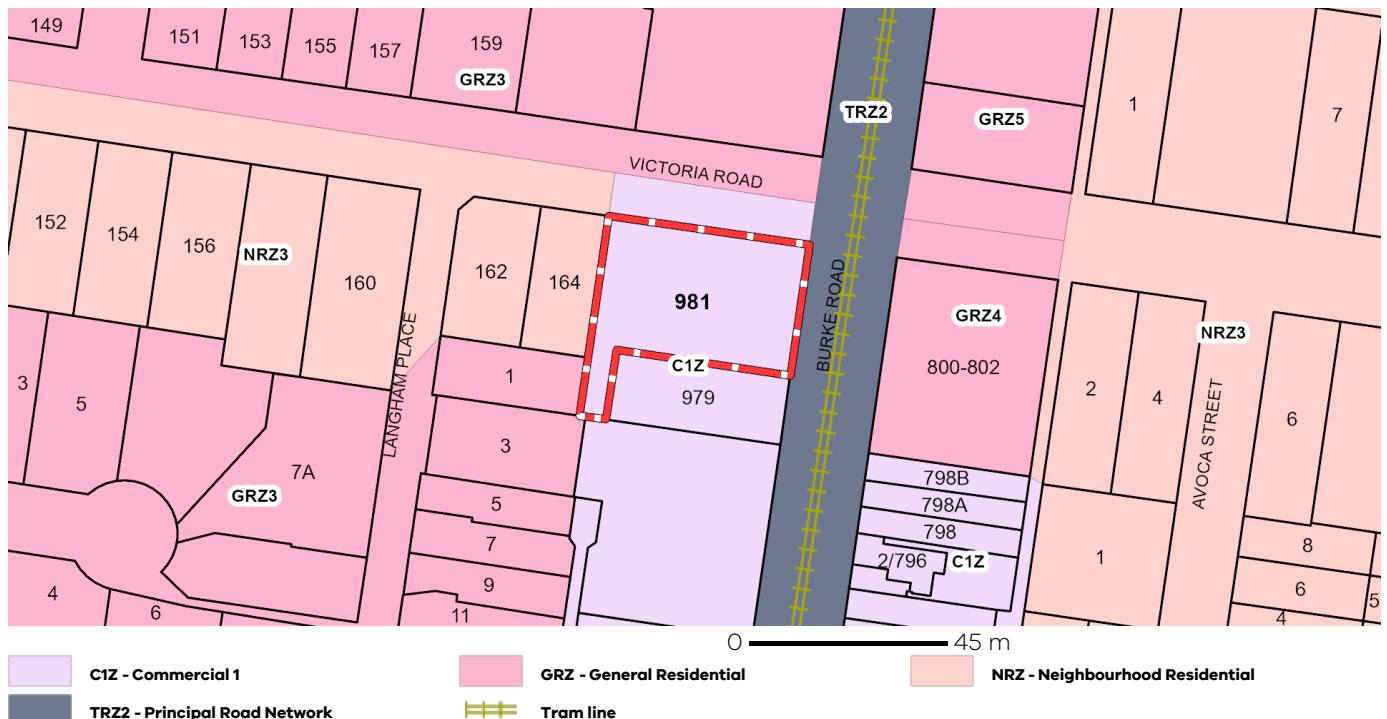 149
151
153
155
157
159
GRZ3
TRZ2
GRZ5
1
7
VICTORIA ROAD
152
154
156
NRZ3
160
162
164
981
BURKE ROAD
GRZ4
800-802
NRZ3
C1Z
979
LANGHAM PLACE
1
3
5
3
2
4
6
AVOCA STREET
7A
GRZ3
5
7
9
11
798B
798A
798
2/796
C1Z
1
8
6
5
4
4
6
0 45 m
C1Z - Commercial 1
GRZ - General Residential
NRZ - Neighbourhood Residential
TRZ2 - Principal Road Network
Tram line